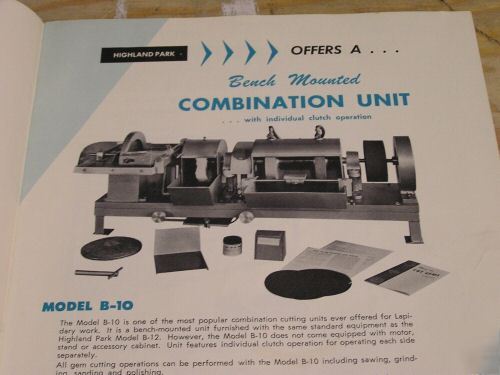 HIGHLAND PARK
OFFERS A . . .
Bench Mounted
COMBINATION UNIT
. . . with individual clutch operation
MODEL B-10
The Model B-10 is one of the most popular combination cutting units ever offered for Lapi-
dary work. It is a bench-mounted unit furnished with the same standard equipment as the
Highland Park Model B-12. However, the Model B-10 does not come equipped with motor,
stand or accessory cabinet. Unit features individual clutch operation for operating each side
separately.
All gem cutting operations can be performed with the Model B-10 including sawing, grind-
ing, sanding and polishing.